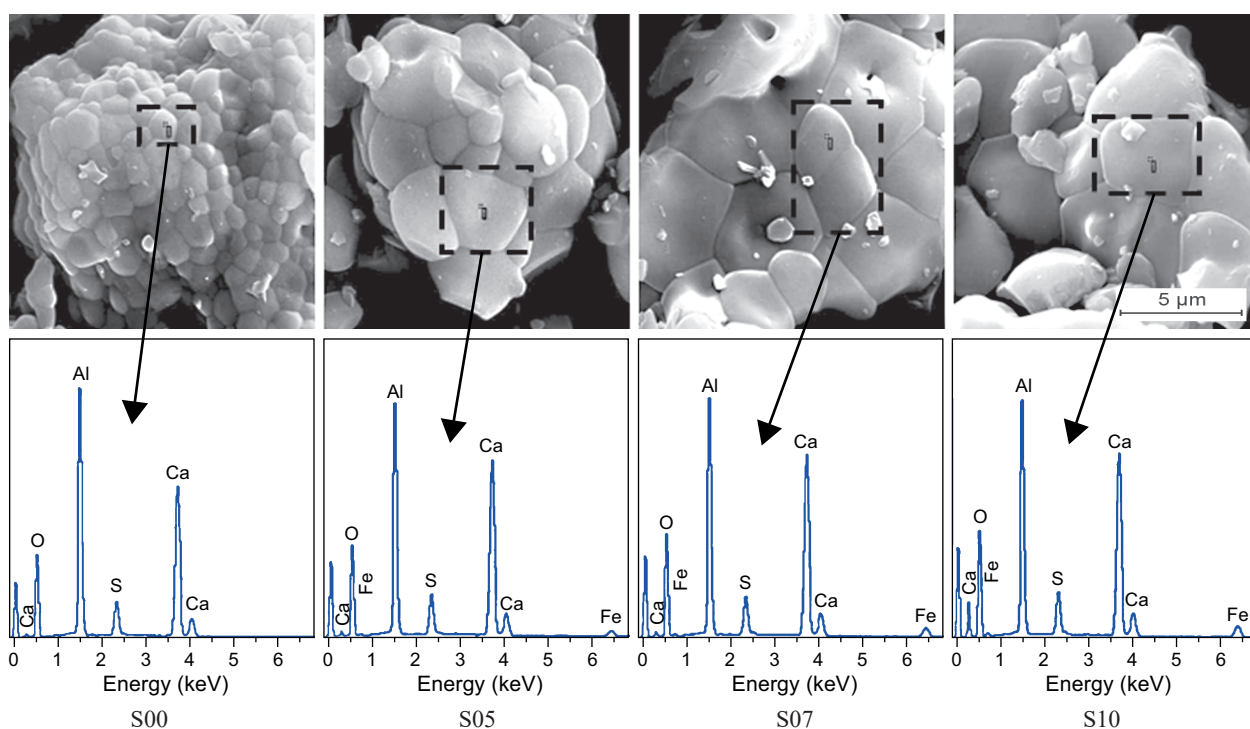 5 µm
Al
Ca
O
S
Ca
Ca
0 1 2 3 4 5 6
Energy (keV)
S00
Al
Ca
O
Fe
S
Ca
Ca
Fe
0 1 2 3 4 5 6
Energy (keV)
S05
Al
Ca
O
Fe
S
Ca
Ca
Fe
0 1 2 3 4 5 6
Energy (keV)
S07
Al
Ca
O
Fe
Ca
S
Ca
Fe
0 1 2 3 4 5 6
Energy (keV)
S10